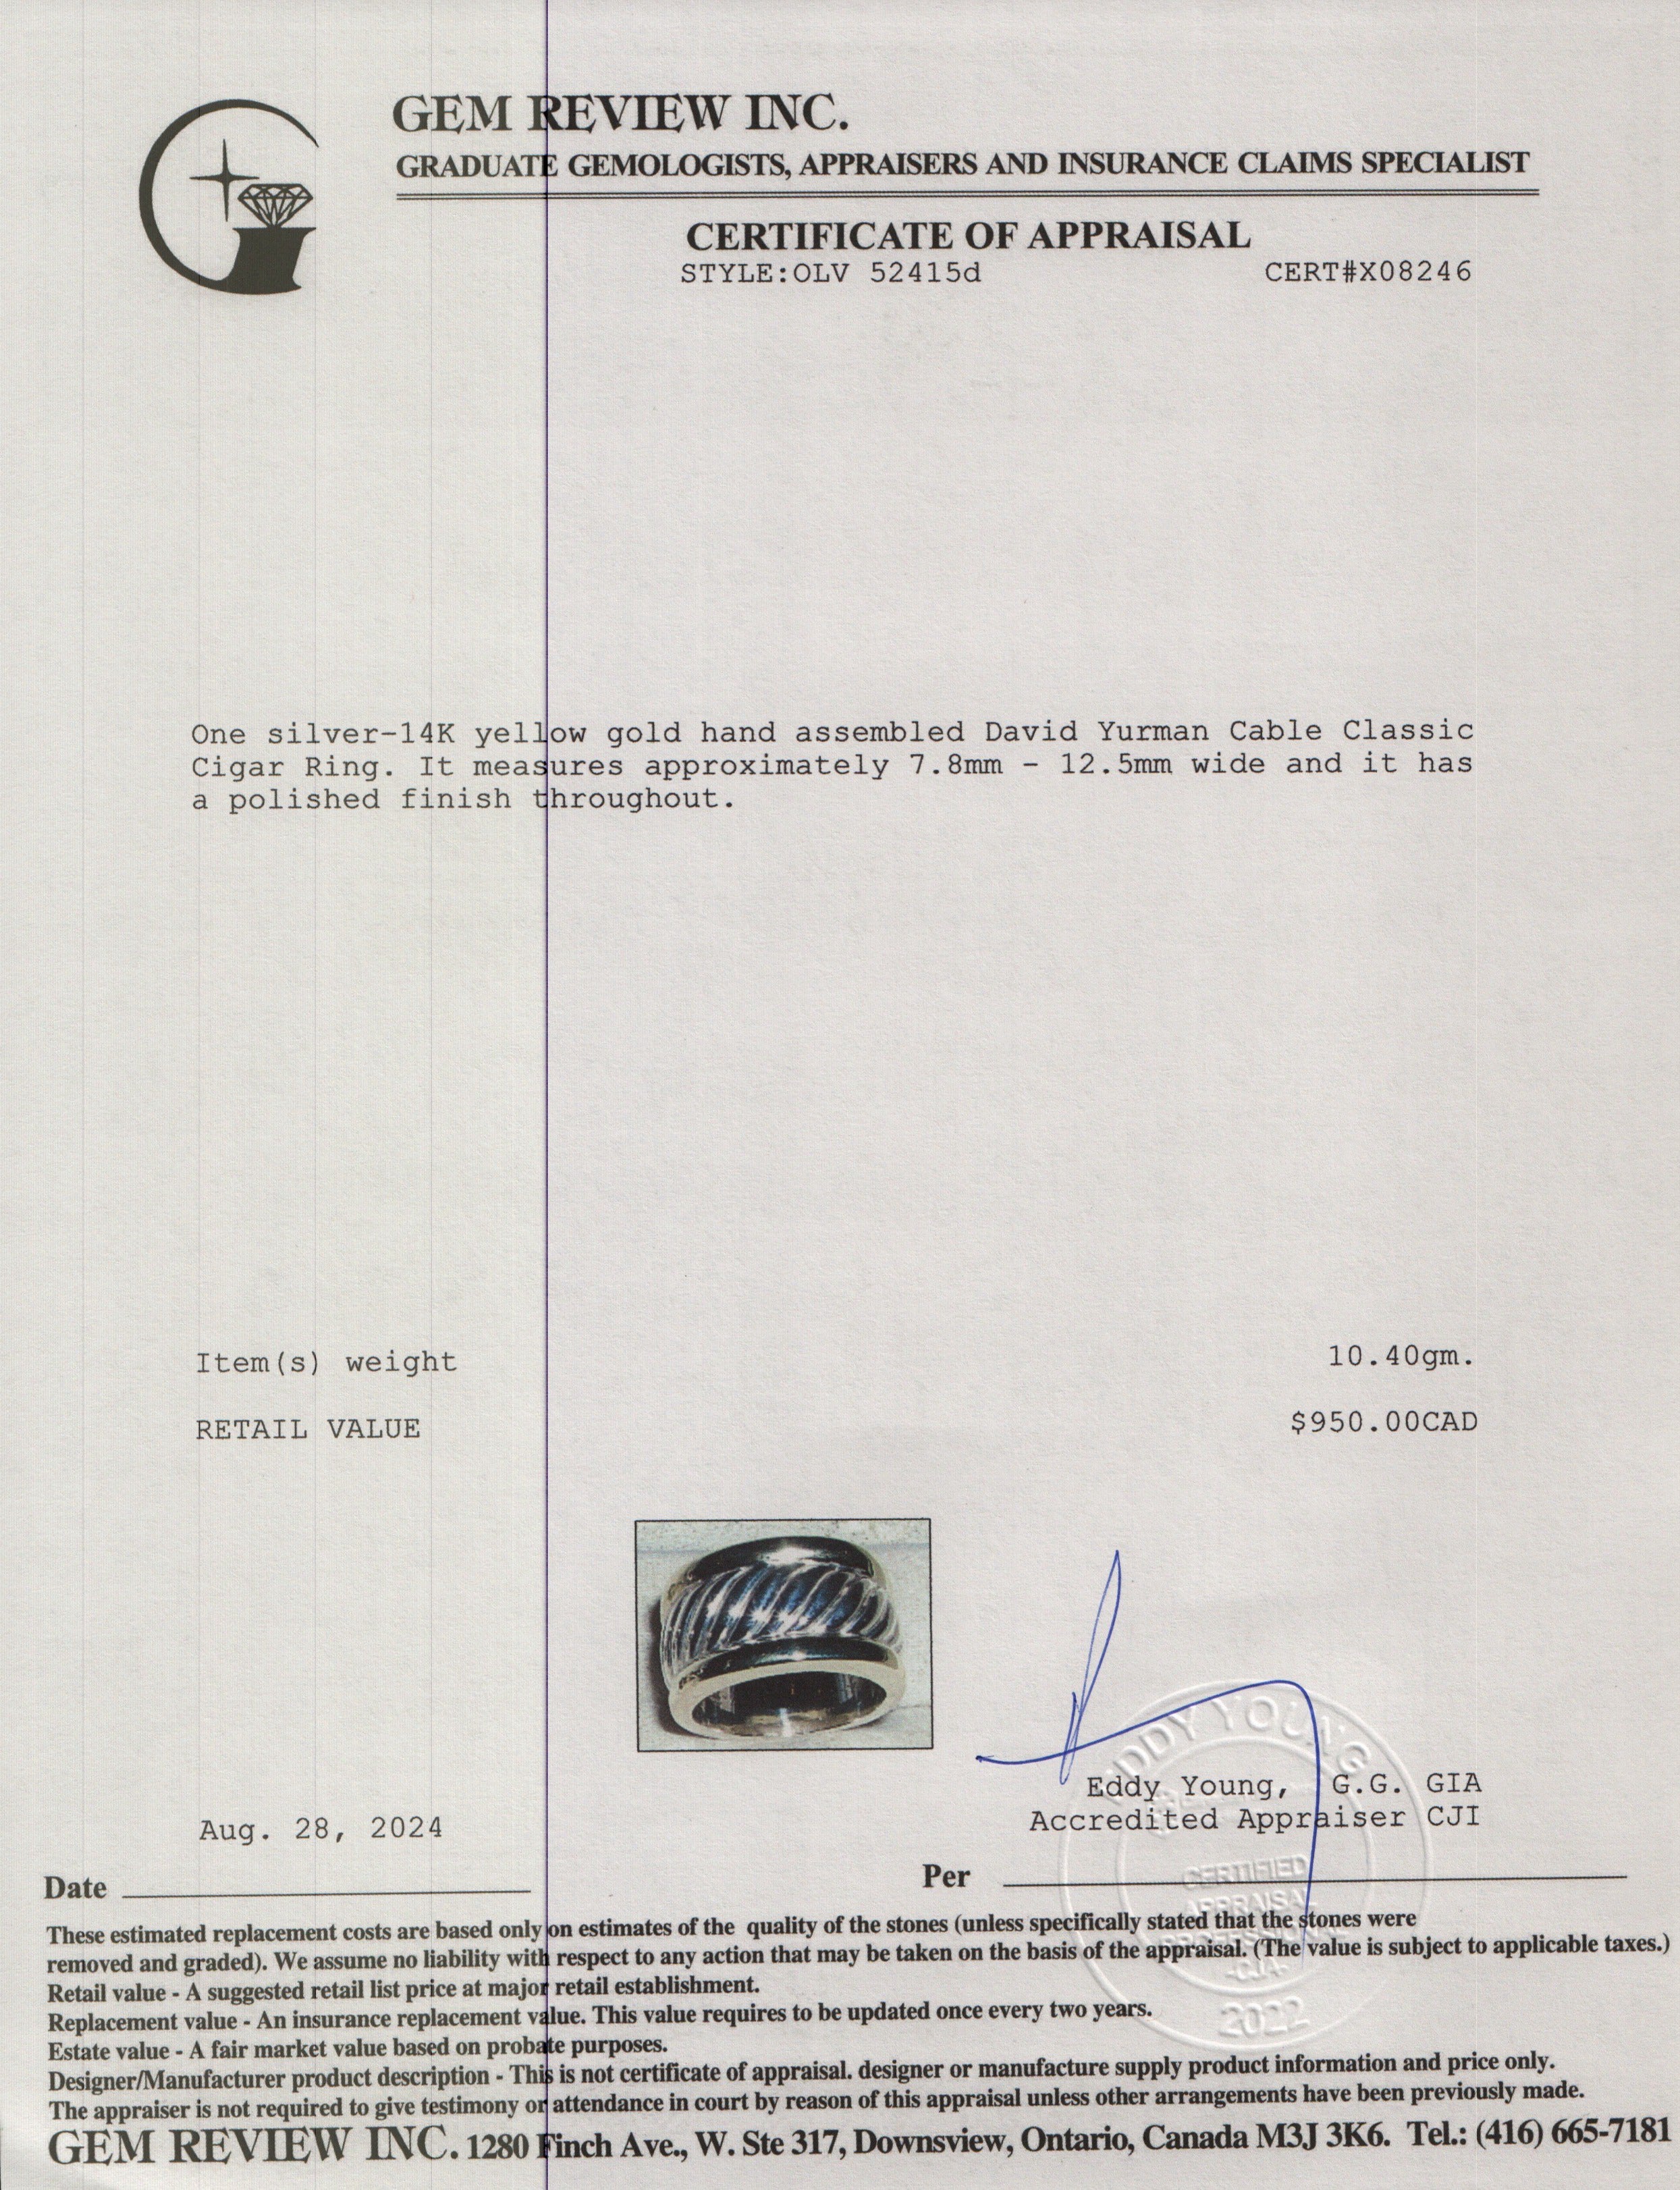 GEM REVIEW INC.
GRADUATE GEMOLOGISTS, APPRAISERS AND INSURANCE CLAIMS SPECIALIST
CERTIFICATE OF APPRAISAL
STYLE:OLV 52415d CERT#X08246
One silver-14K yellow gold hand assembled David Yurman Cable Classic
Cigar Ring. It measures approximately 7.8mm - 12.5mm wide and it has
a polished finish throughout.
Item(s) weight 10.40gm.
RETAIL VALUE $950.00CAD
EDDY YOUNG
Eddy Young, G.G. GIA
Accredited Appraiser CJI
Aug. 28, 2024
Date
Per
CERTIFIED
APPRAISAL
-CJA-
2022
These estimated replacement costs are based only on estimates of the quality of the stones (unless specifically stated that the stones were
removed and graded). We assume no liability with respect to any action that may be taken on the basis of the appraisal. (The value is subject to applicable taxes.)
Retail value - A suggested retail list price at major retail establishment.
Replacement value - An insurance replacement value. This value requires to be updated once every two years.
Estate value - A fair market value based on probate purposes.
Designer/Manufacturer product description - This is not certificate of appraisal. designer or manufacture supply product information and price only.
The appraiser is not required to give testimony or attendance in court by reason of this appraisal unless other arrangements have been previously made.
GEM REVIEW INC. 1280 Finch Ave., W. Ste 317, Downsview, Ontario, Canada M3J 3K6. Tel.: (416) 665-7181